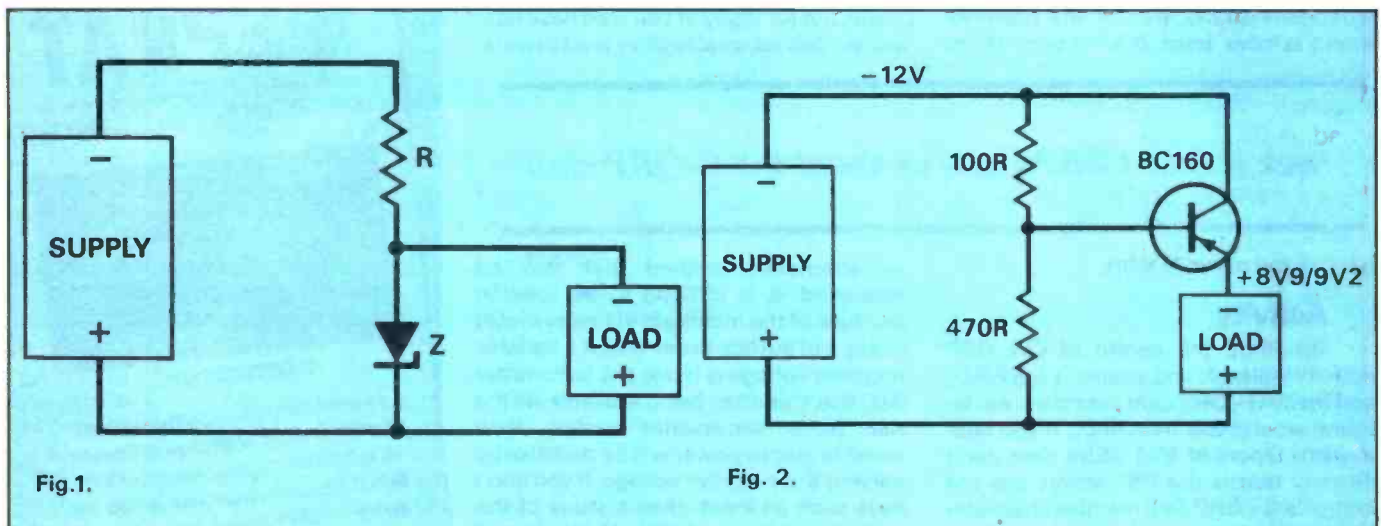 −
SUPPLY
+
R
Z
−
LOAD
+
Fig.1.
−12V
−
SUPPLY
+
100R
470R
BC160
+8V9/9V2
−
LOAD
+
Fig. 2.